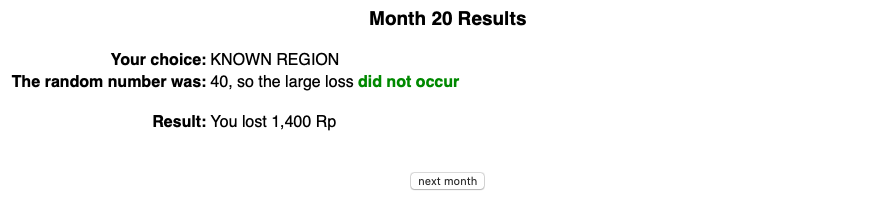 Month 20 Results
Your choice: KNOWN REGION
The random number was: 40, so the large loss did not occur
Result: You lost 1,400 Rp
next month